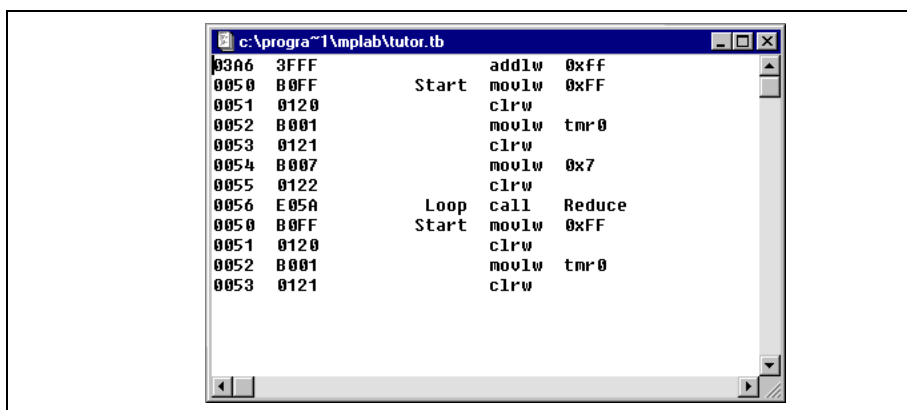 c:\progra~1\mplab\tutor.tb
03A6 3FFF addlw 0xff
0050 B0FF Start movlw 0xFF
0051 0120 clrw
0052 B001 movlw tmr0
0053 0121 clrw
0054 B007 movlw 0x7
0055 0122 clrw
0056 E05A Loop call Reduce
0050 B0FF Start movlw 0xFF
0051 0120 clrw
0052 B001 movlw tmr0
0053 0121 clrw